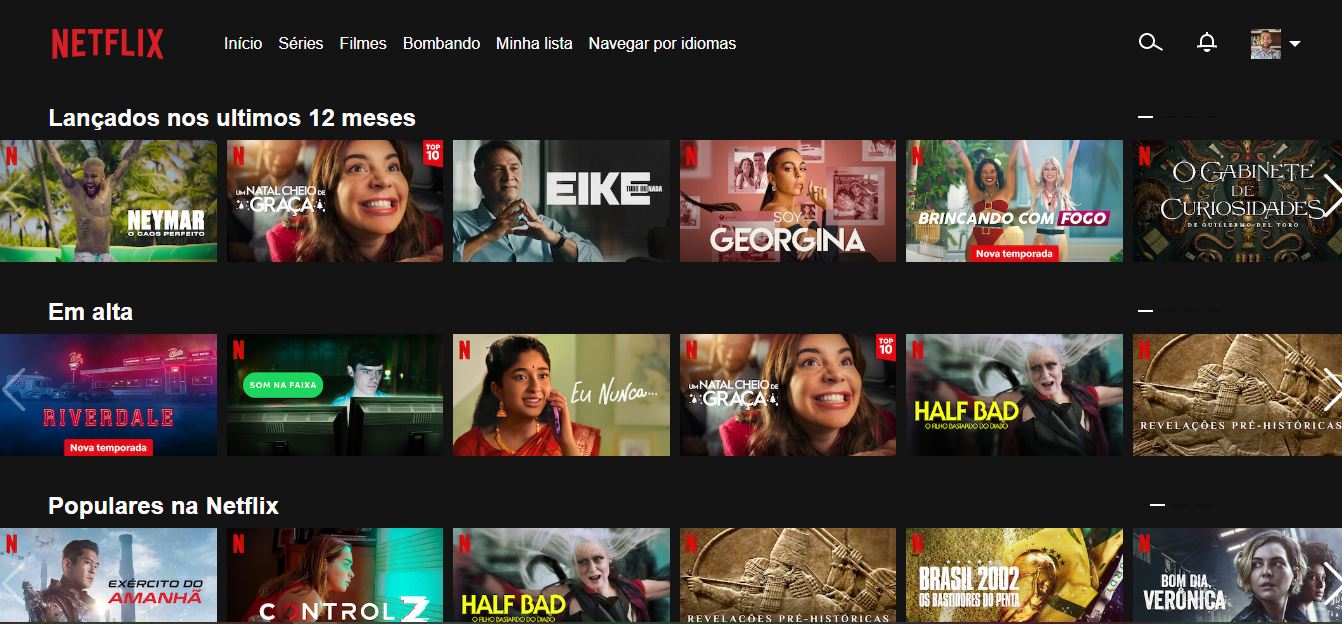 NETFLIX
Início Séries Filmes Bombando Minha lista Navegar por idiomas
Lançados nos ultimos 12 meses
N
NEYMAR
O CAOS PERFEITO
N
TOP
10
UM NATAL CHEIO DE
GRAÇA
EIKE
TUDO OU NADA
N
SOY
GEORGINA
N
BRINCANDO COM FOGO
Nova temporada
N
O GABINETE
DE
CURIOSIDADES
DE GUILLERMO DEL TORO
Em alta
RIVERDALE
Nova temporada
N
SOM NA FAIXA
N
EU Nunca...
N
TOP
10
UM NATAL CHEIO DE
GRAÇA
N
HALF BAD
O FILHO BASTARDO DO DIABO
N
REVELAÇÕES PRÉ-HISTÓRICAS
Populares na Netflix
N
EXÉRCITO DO
AMANHÃ
N
CONTROL Z
N
HALF BAD
O FILHO BASTARDO DO DIABO
N
REVELAÇÕES PRÉ-HISTÓRICAS
N
BRASIL 2002
OS BASTIDORES DO PENTA
N
BOM DIA,
VERÔNICA